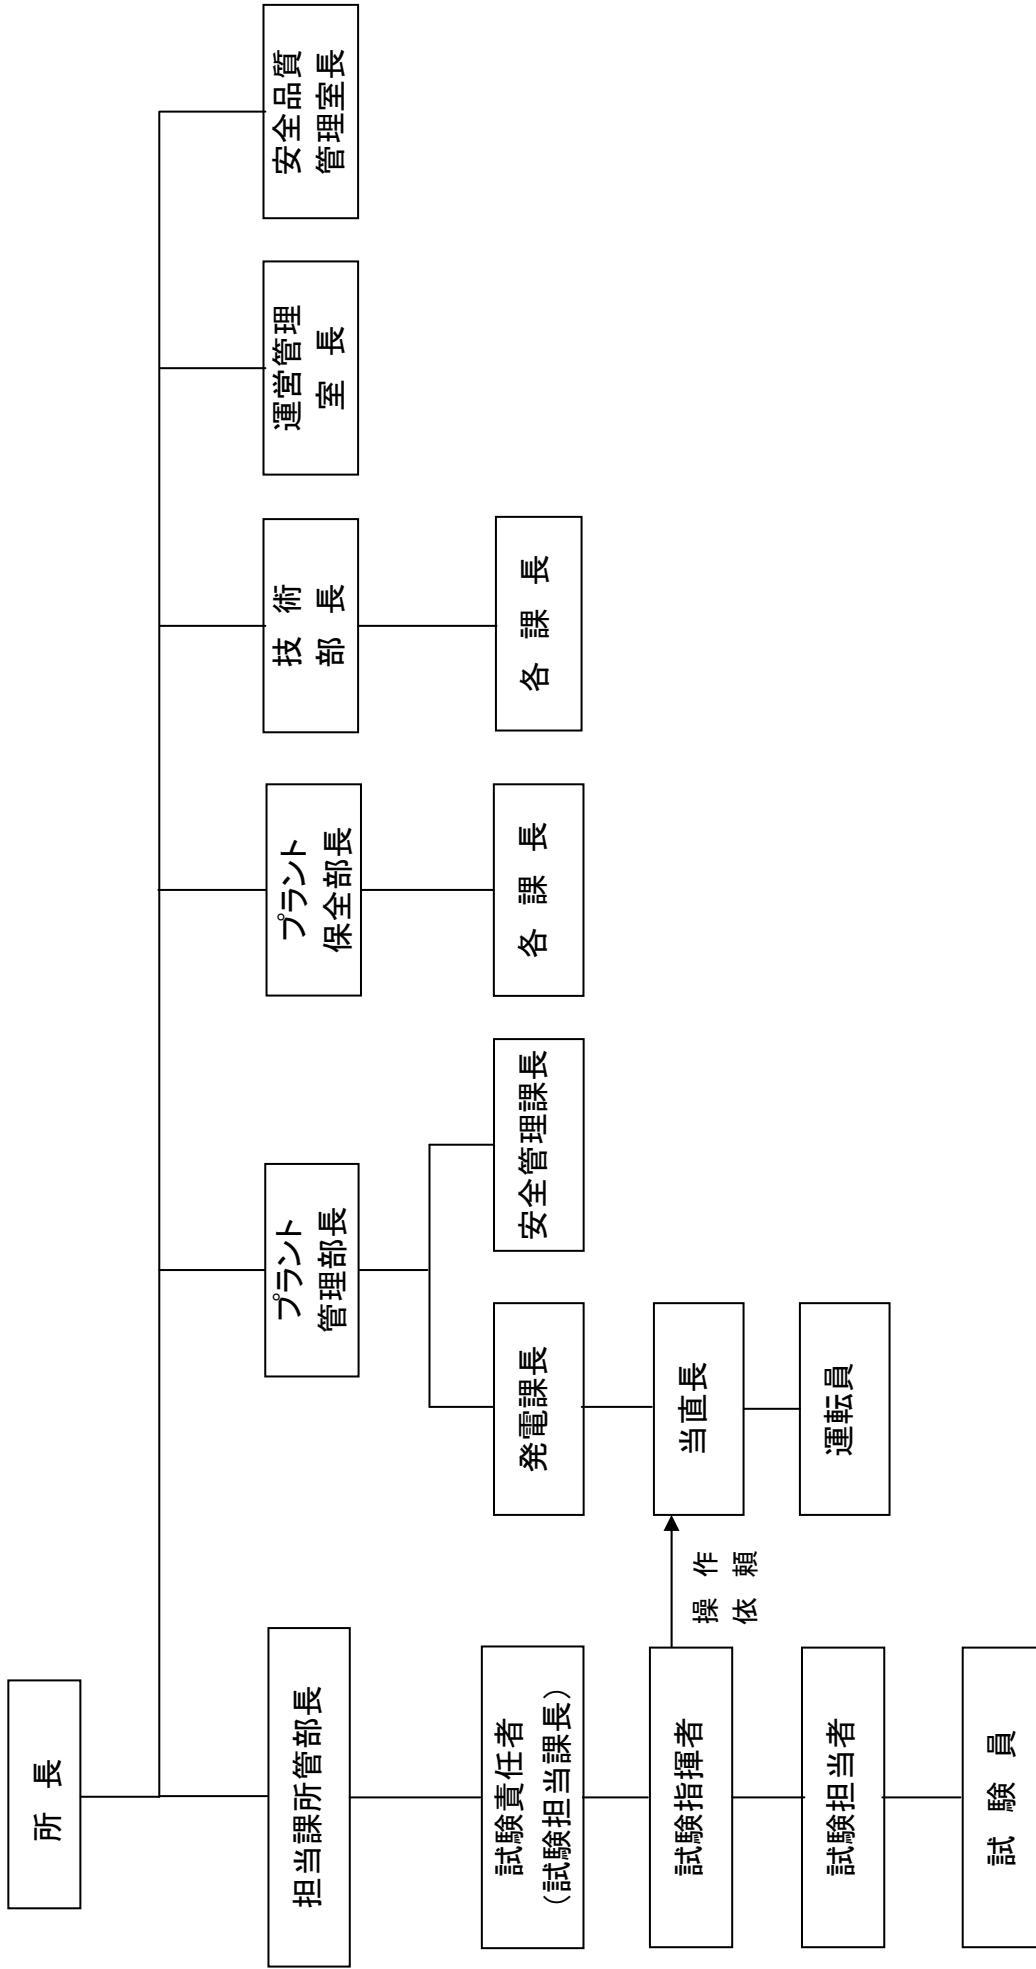 所長
担当課所管部長
試験責任者
(試験担当課長)
試験指揮者
試験担当者
試験員
操作
依頼
プラント
管理部長
発電課長
当直長
運転員
安全管理課長
プラント
保全部長
各課長
技術
部長
各課長
運営管理
室長
安全品質
管理室長